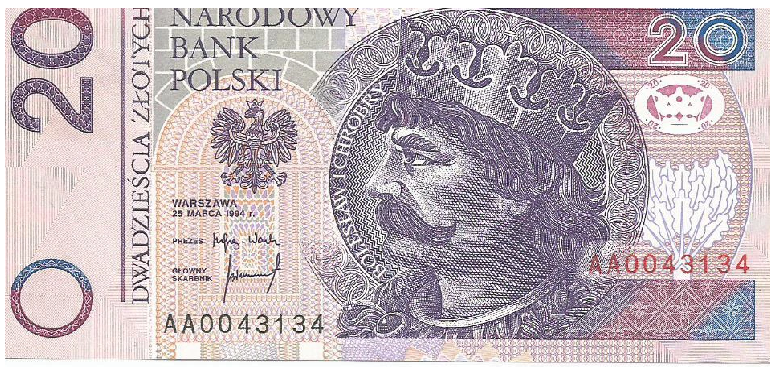 20
DWADZIEŚCIA ZŁOTYCH
NARODOWY
BANK
POLSKI
WARSZAWA
25 MARCA 1994 r.
PREZES
GŁÓWNY
SKARBNIK
AA0043134
BOLESŁAW I CHROBRY
20
AA0043134